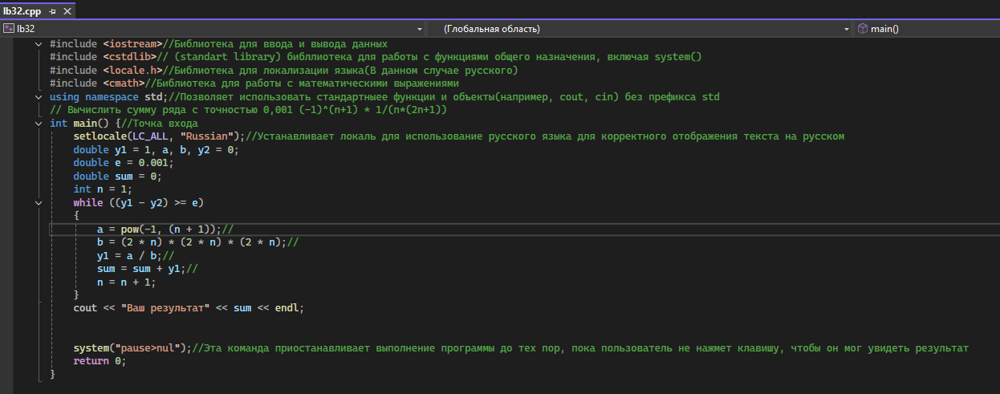 lb32.cpp
lb32 (Глобальная область) main()
#include <iostream>//Библиотека для ввода и вывода данных
#include <cstdlib>// (standart library) библиотека для работы с функциями общего назначения, включая system()
#include <locale.h>//Библиотека для локализации языка(В данном случае русского)
#include <cmath>//Библиотека для работы с математическими выражениями
using namespace std;//Позволяет использовать стандартныее функции и объекты(например, cout, cin) без префикса std
// Вычислить сумму ряда с точностью 0,001 (-1)^(n+1) * 1/(n*(2n+1))
int main() {//Точка входа
setlocale(LC_ALL, "Russian");//Устанавливает локаль для использование русского языка для корректного отображения текста на русском
double y1 = 1, a, b, y2 = 0;
double e = 0.001;
double sum = 0;
int n = 1;
while ((y1 - y2) >= e)
{
a = pow(-1, (n + 1));//
b = (2 * n) * (2 * n) * (2 * n);//
y1 = a / b;//
sum = sum + y1;//
n = n + 1;
}
cout << "Ваш результат" << sum << endl;
system("pause>nul");//Эта команда приостанавливает выполнение программы до тех пор, пока пользователь не нажмет клавишу, чтобы он мог увидеть результат
return 0;
}